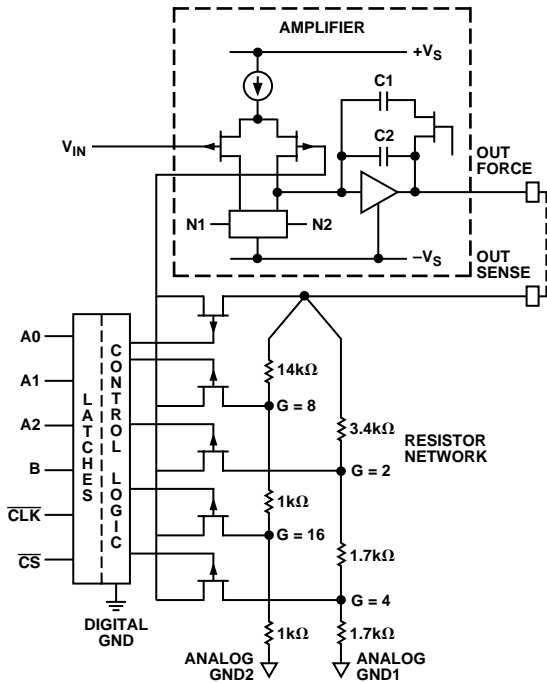 AMPLIFIER
+VS
C1
C2
VIN
OUT
FORCE
N1
N2
–VS
OUT
SENSE
A0
A1
A2
B
CLK
CS
LATCHES
CONTROL LOGIC
14kΩ
G = 8
3.4kΩ
RESISTOR
NETWORK
G = 2
1kΩ
G = 16
1.7kΩ
G = 4
DIGITAL
GND
1kΩ
1.7kΩ
ANALOG
GND2
ANALOG
GND1